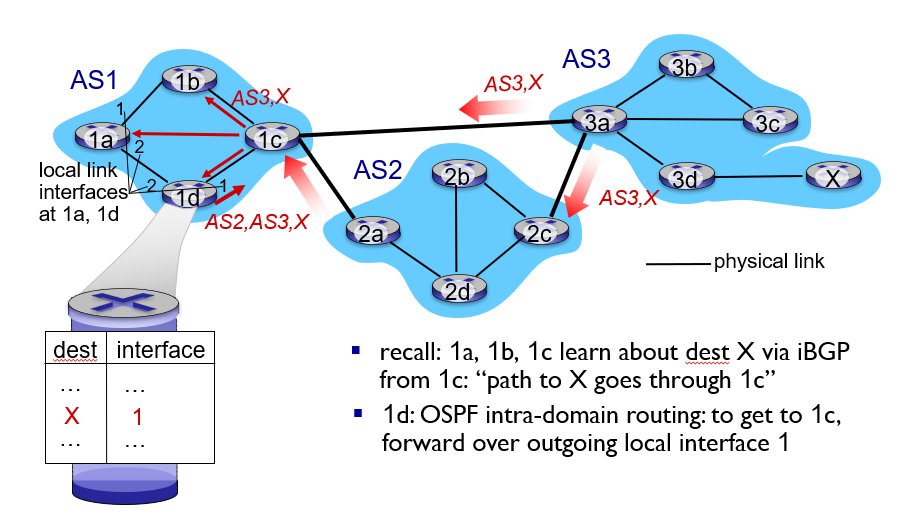 AS1
1b
AS3,X
1
1a
2
1c
local link
interfaces
at 1a, 1d
2
1d
1
AS2,AS3,X
AS2
2b
2a
2c
2d
AS3,X
AS3
3b
3a
3c
3d
X
AS3,X
physical link
dest interface
... ...
X 1
... ...
recall: 1a, 1b, 1c learn about dest X via iBGP
from 1c: “path to X goes through 1c”
1d: OSPF intra-domain routing: to get to 1c,
forward over outgoing local interface 1